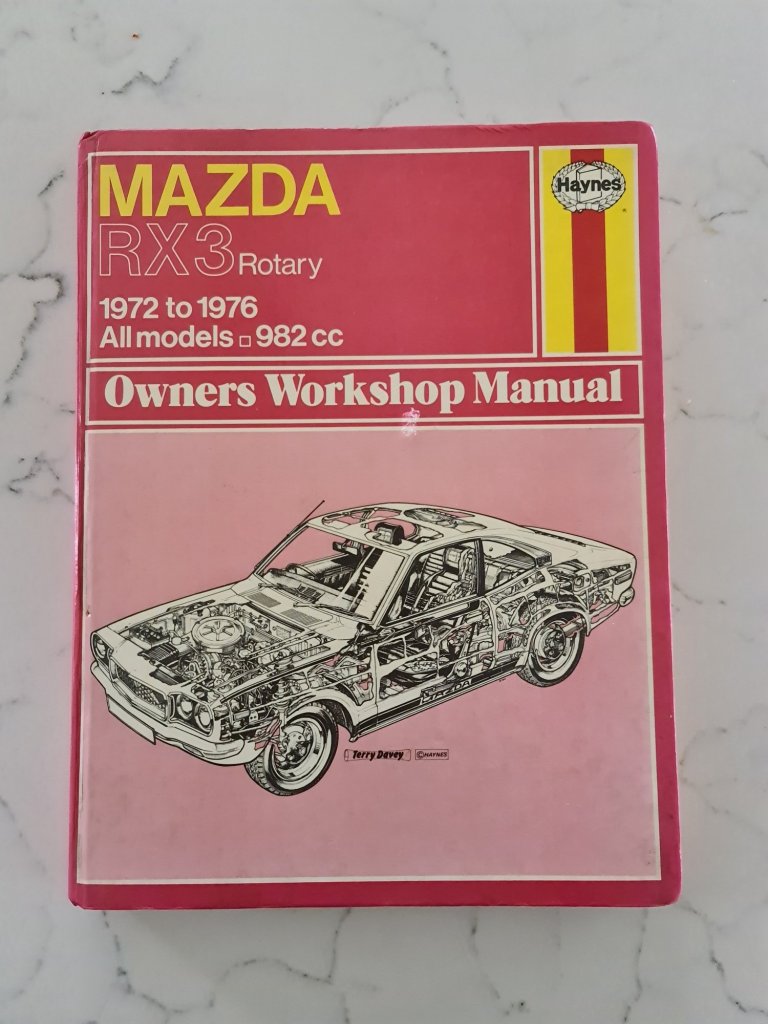 MAZDA
RX3 Rotary
1972 to 1976
All models □ 982 cc
Haynes
Owners Workshop Manual
MAZDA
Terry Davey ©HAYNES